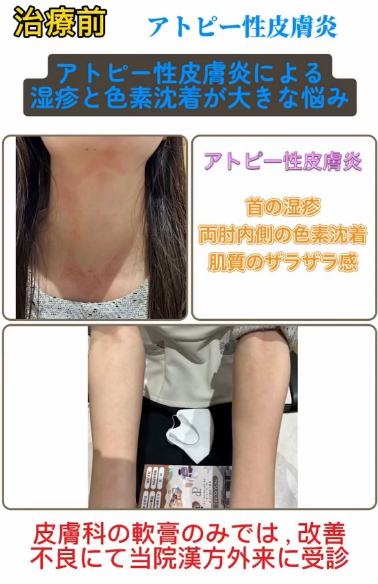 治療前
アトピー性皮膚炎
アトピー性皮膚炎による
湿疹と色素沈着が大きな悩み
アトピー性皮膚炎
首の湿疹
両肘内側の色素沈着
肌質のザラザラ感
皮膚科の軟膏のみでは,改善
不良にて当院漢方外来に受診